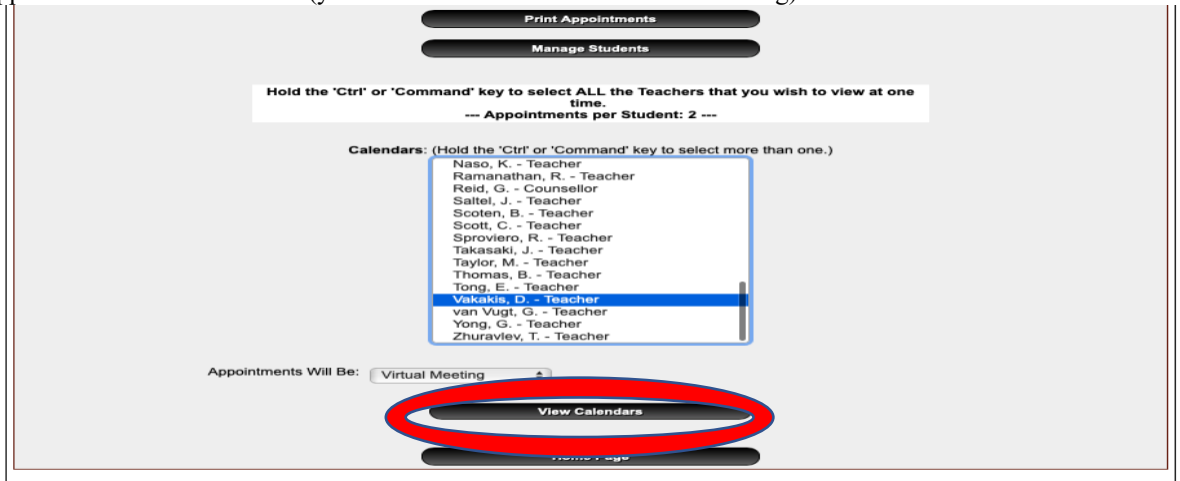 (y
Print Appointments
Manage Students
Hold the 'Ctrl' or 'Command' key to select ALL the Teachers that you wish to view at one
time.
--- Appointments per Student: 2 ---
Calendars: (Hold the 'Ctrl' or 'Command' key to select more than one.)
Naso, K. - Teacher
Ramanathan, R. - Teacher
Reid, G. - Counsellor
Saltel, J. - Teacher
Scoten, B. - Teacher
Scott, C. - Teacher
Sproviero, R. - Teacher
Takasaki, J. - Teacher
Taylor, M. - Teacher
Thomas, B. - Teacher
Tong, E. - Teacher
Vakakis, D. - Teacher
van Vugt, G. - Teacher
Yong, G. - Teacher
Zhuravlev, T. - Teacher
Appointments Will Be: Virtual Meeting
View Calendars
Home Page